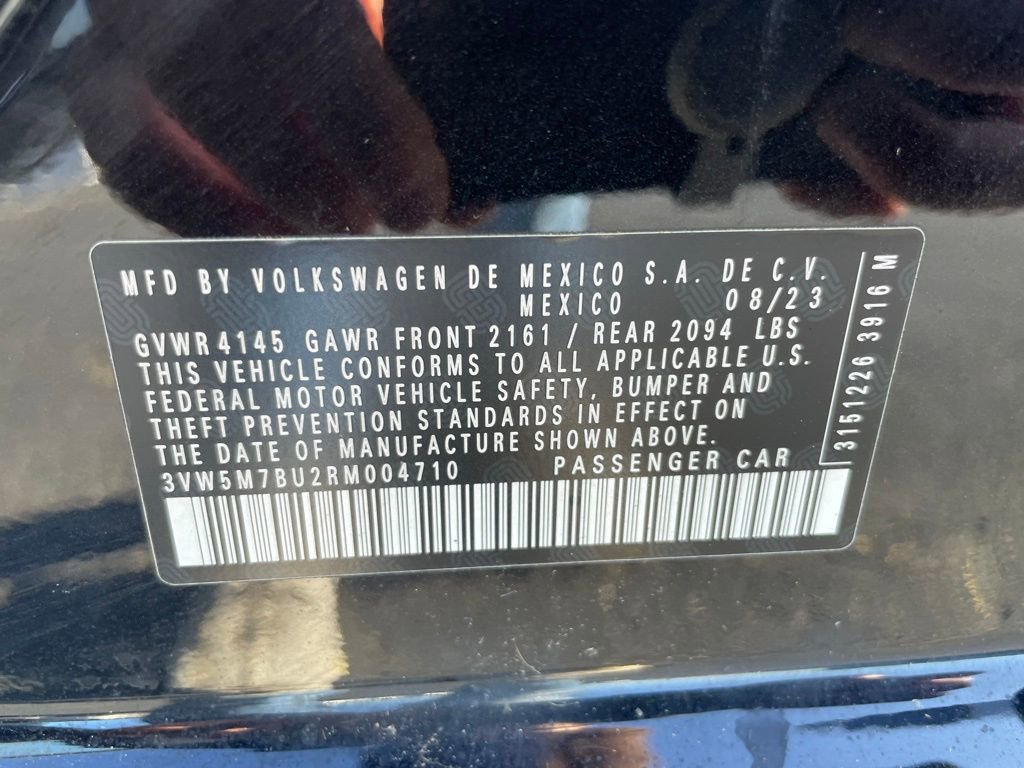 MFD BY VOLKSWAGEN DE MEXICO S.A. DE C.V.
MEXICO 08/23
GVWR 4145 GAWR FRONT 2161 / REAR 2094 LBS
THIS VEHICLE CONFORMS TO ALL APPLICABLE U.S.
FEDERAL MOTOR VEHICLE SAFETY, BUMPER AND
THEFT PREVENTION STANDARDS IN EFFECT ON
THE DATE OF MANUFACTURE SHOWN ABOVE.
3VW5M7BU2RM004710 PASSENGER CAR
3151226 3916 M